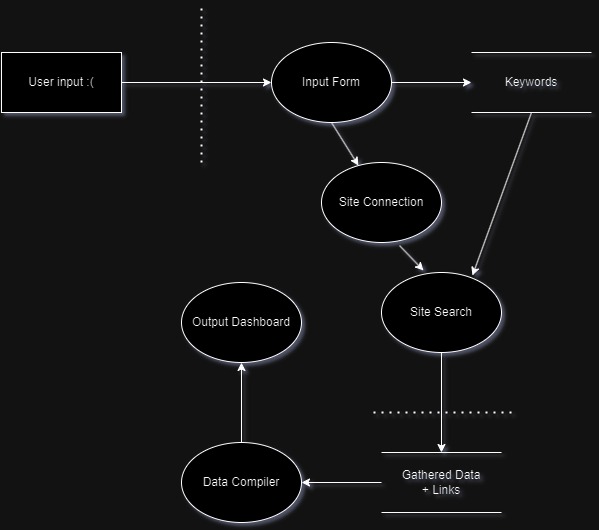 User input :(
Input Form
Keywords
Site Connection
Site Search
Output Dashboard
Data Compiler
Gathered Data
+ Links